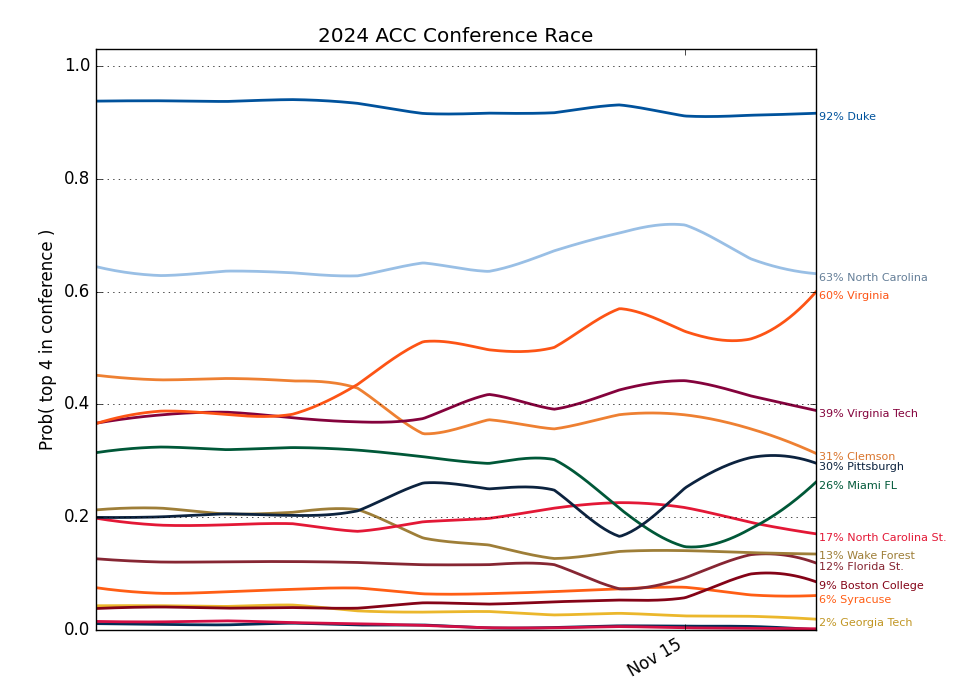 2024 ACC Conference Race
Prob( top 4 in conference )
1.0
0.8
0.6
0.4
0.2
0.0
Nov 15
92% Duke
63% North Carolina
60% Virginia
39% Virginia Tech
31% Clemson
30% Pittsburgh
26% Miami FL
17% North Carolina St.
13% Wake Forest
12% Florida St.
9% Boston College
6% Syracuse
2% Georgia Tech